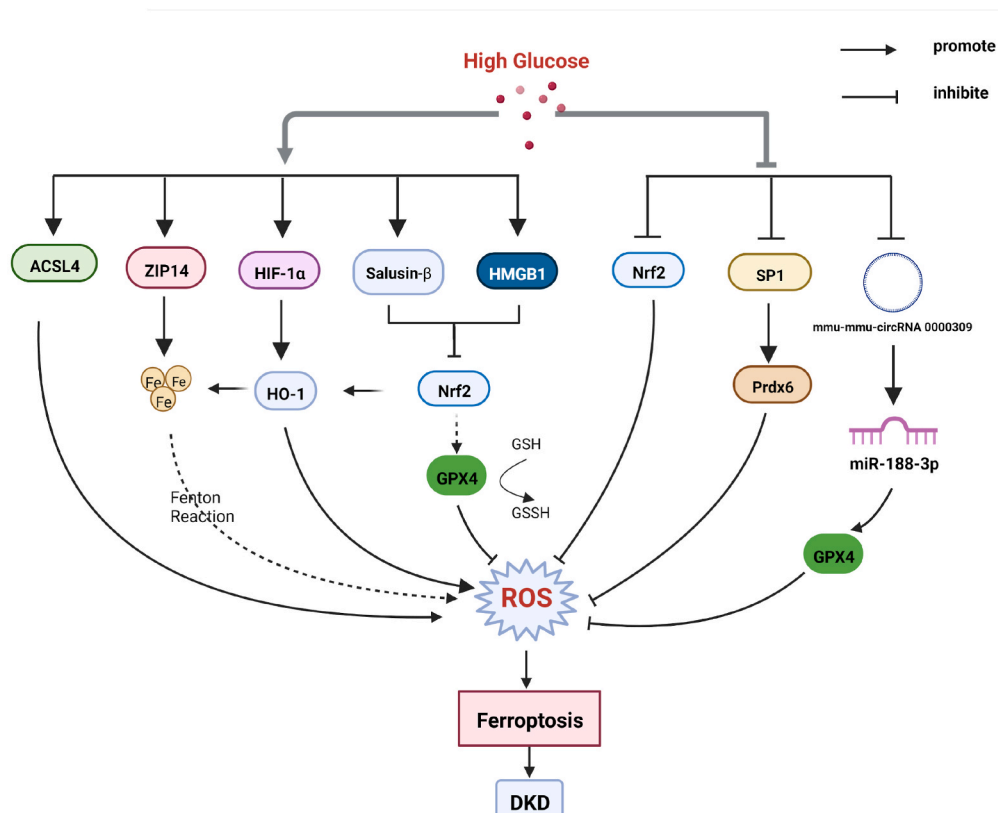 High Glucose
promote
inhibite
ACSL4
ZIP14
HIF-1α
Salusin-β
HMGB1
Nrf2
SP1
mmu-mmu-circRNA 0000309
Fe
Fe
Fe
HO-1
Nrf2
Prdx6
miR-188-3p
GSH
GPX4
GSSH
Fenton
Reaction
GPX4
ROS
Ferroptosis
DKD